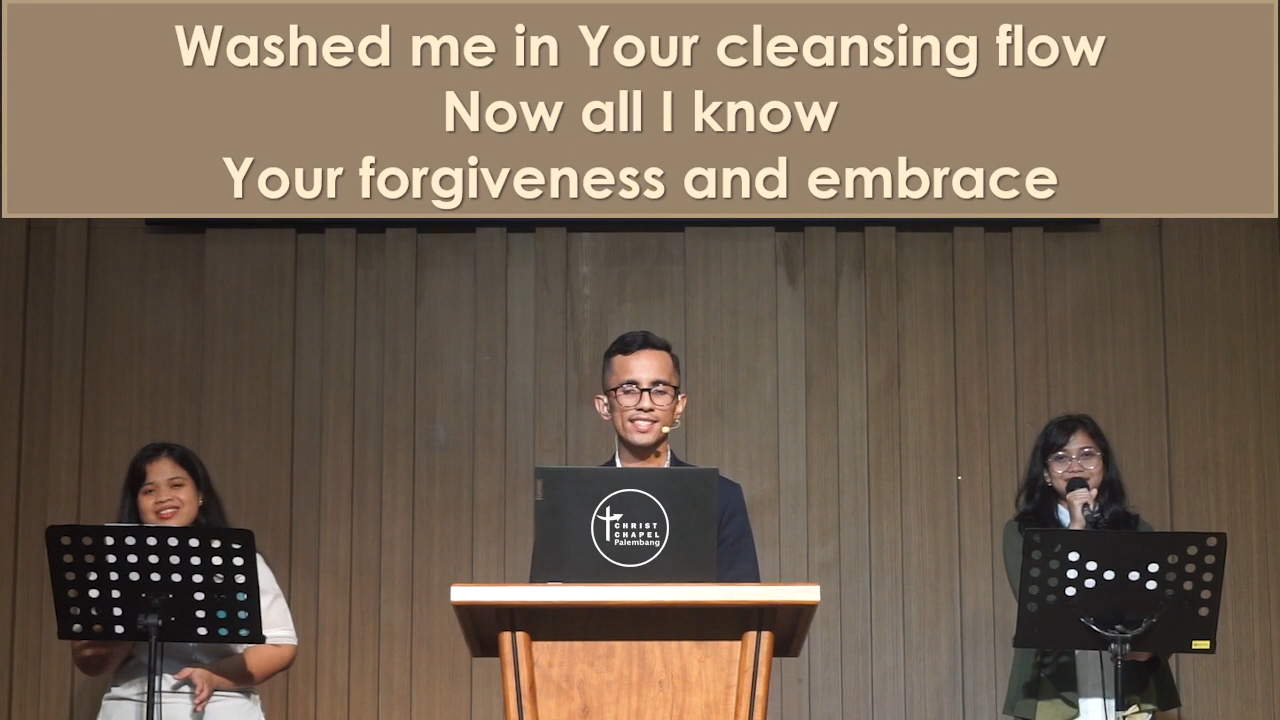 Washed me in Your cleansing flow
Now all I know
Your forgiveness and embrace
CHRIST
CHAPEL
Palembang